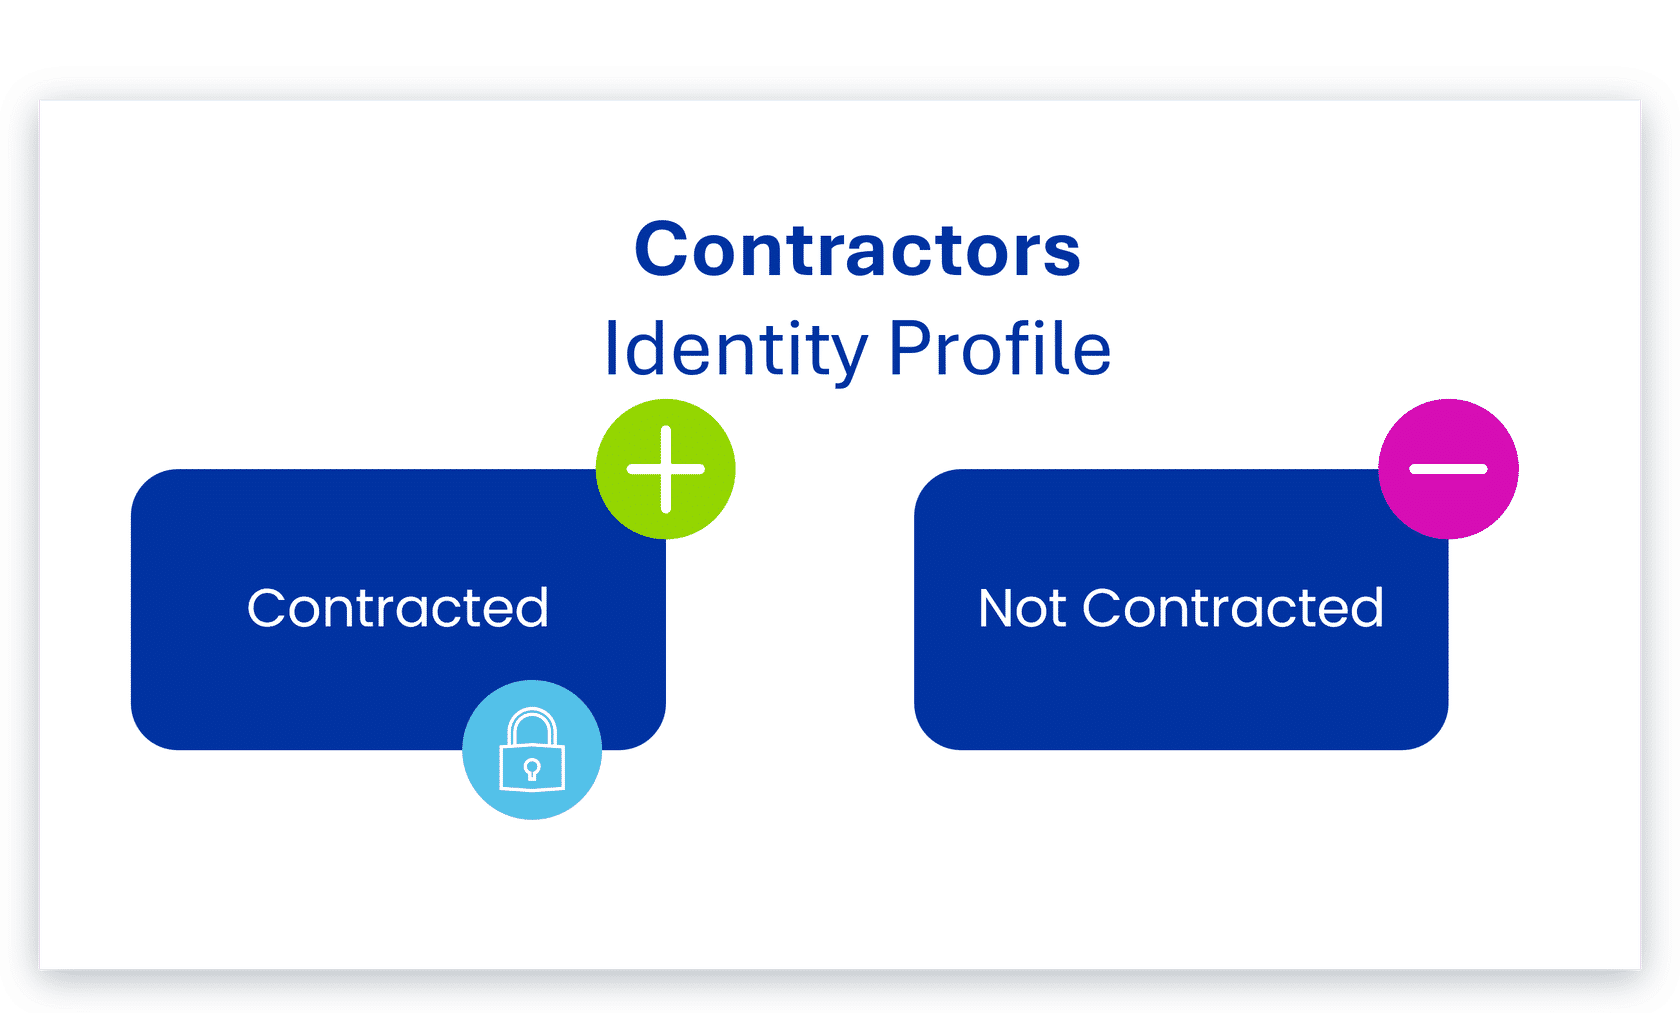 Contractors
Identity Profile
Contracted
Not Contracted